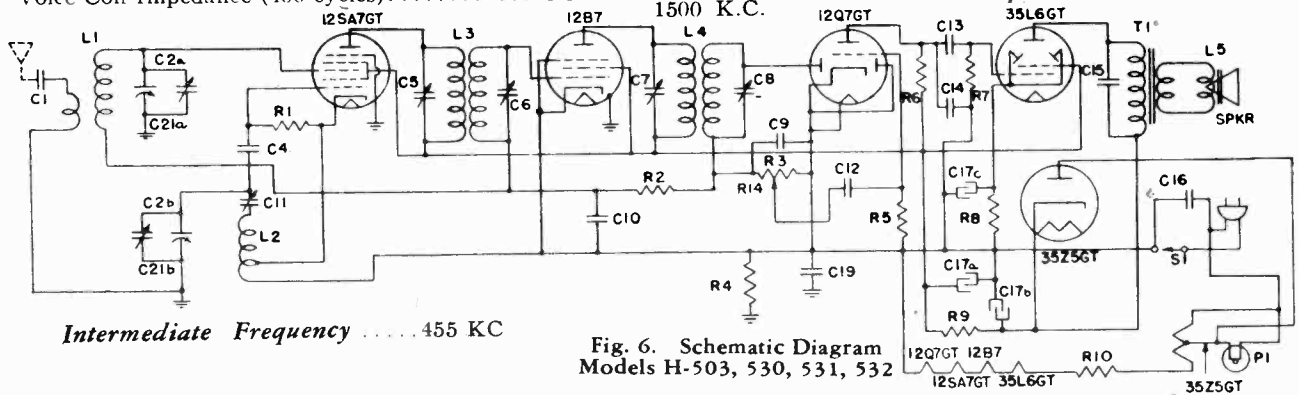 Voice Coil Impedance (400 cycles)
1500 K.C.
12SA7GT
12B7
12Q7GT
35L6GT
L1
L3
L4
C13
T1
L5
C2a
C5
C7
C8
C15
C1
C6
C14
R6
R7
SPKR
C21a
R1
C9
C4
R3
R2
R14
C12
C17c
C16
C2b
C11
C10
R5
R8
L2
35Z5GT
S1
C21b
R4
C19
C17a
C17b
R9
Intermediate Frequency ..... 455 KC
Fig. 6. Schematic Diagram
Models H-503, 530, 531, 532
12Q7GT 12B7
12SA7GT 35L6GT
R10
P1
35Z5GT